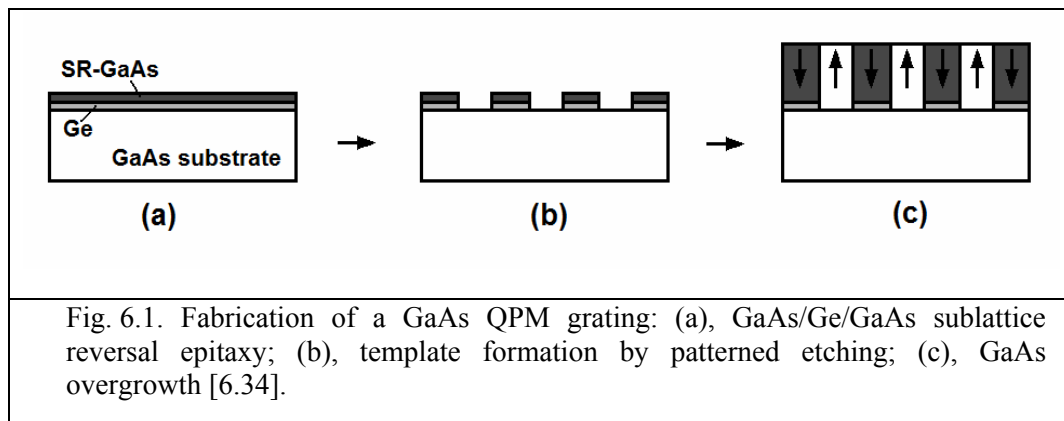 SR-GaAs
Ge
GaAs substrate
(a)
(b)
(c)
Fig. 6.1. Fabrication of a GaAs QPM grating: (a), GaAs/Ge/GaAs sublattice
reversal epitaxy; (b), template formation by patterned etching; (c), GaAs
overgrowth [6.34].